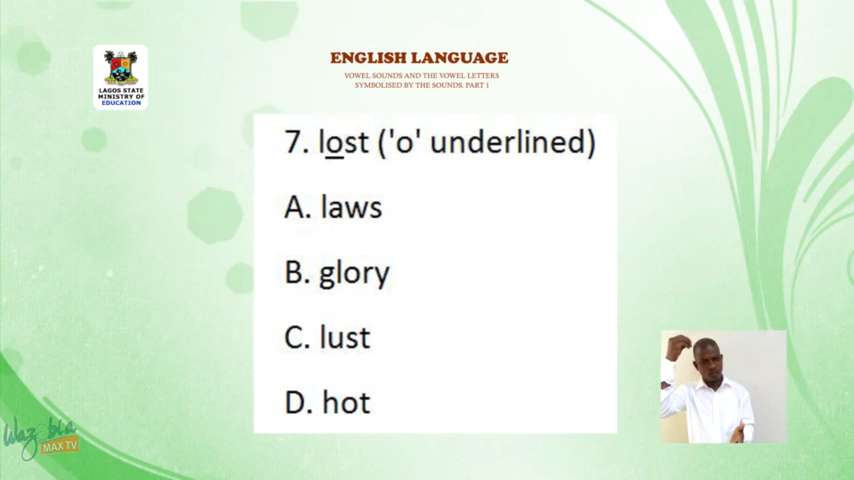 ENGLISH LANGUAGE
VOWEL SOUNDS AND THE VOWEL LETTERS
SYMBOLISED BY THE SOUNDS. PART 1
LAGOS STATE
MINISTRY OF
EDUCATION
7. lost ('o' underlined)
A. laws
B. glory
C. lust
D. hot
MAX TV